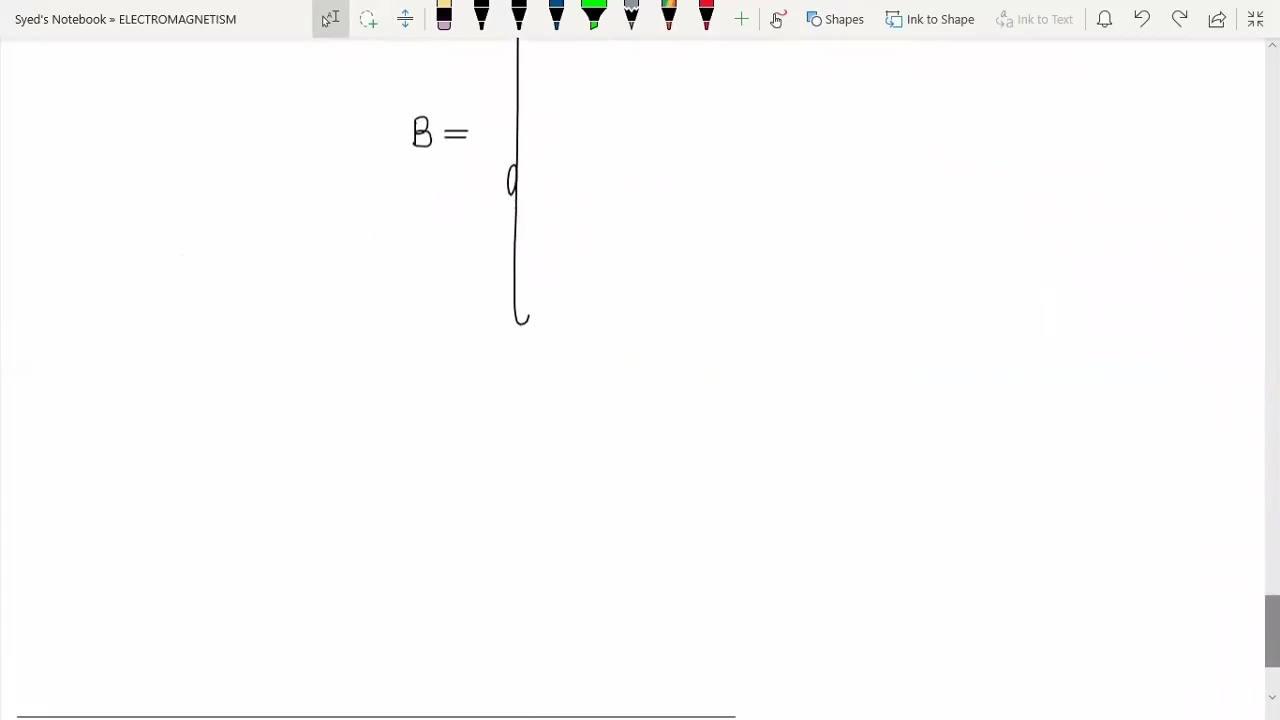 Syed's Notebook » ELECTROMAGNETISM
Shapes
Ink to Shape
Ink to Text
B =